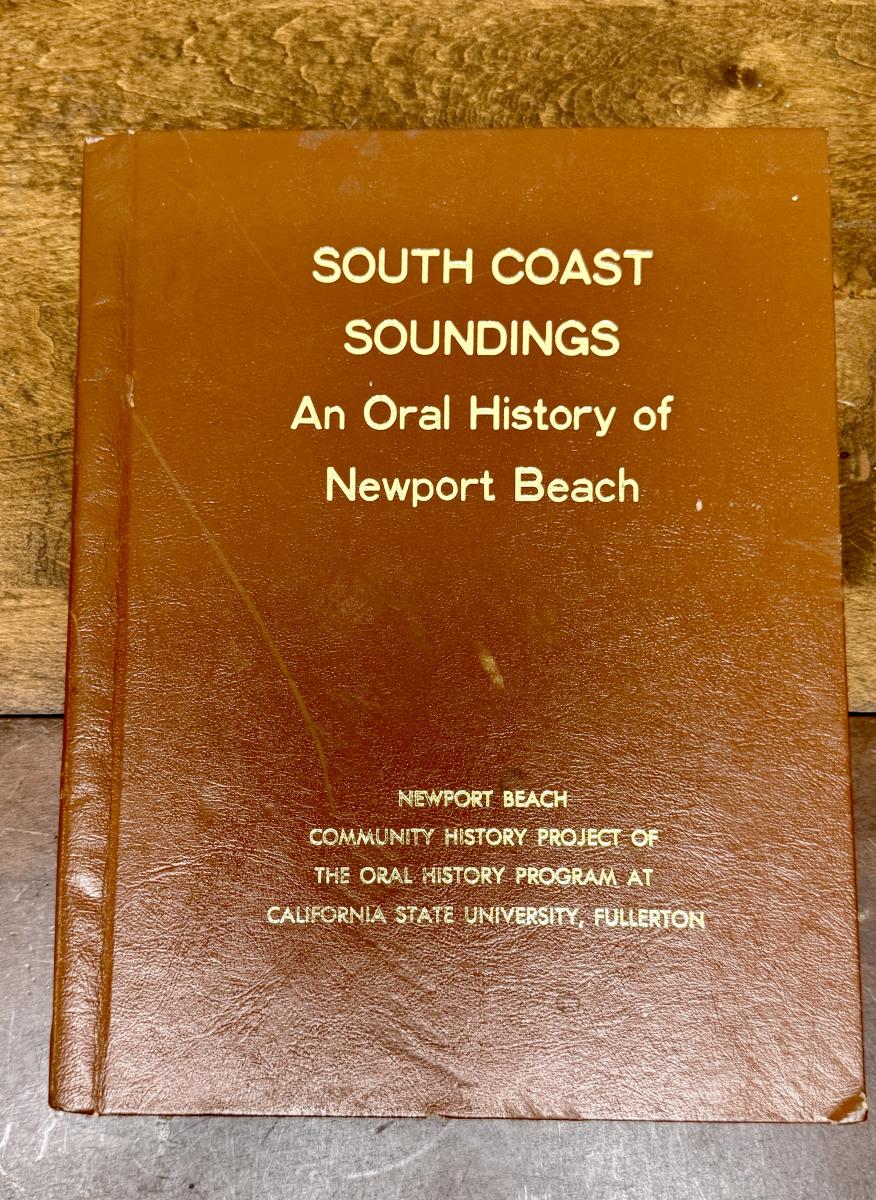 SOUTH COAST
SOUNDINGS
An Oral History of
Newport Beach
NEWPORT BEACH
COMMUNITY HISTORY PROJECT OF
THE ORAL HISTORY PROGRAM AT
CALIFORNIA STATE UNIVERSITY, FULLERTON